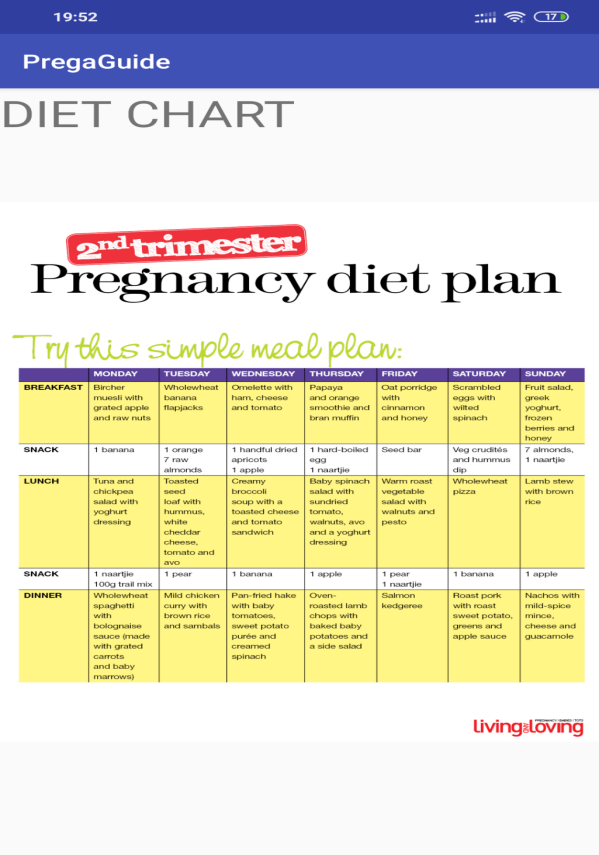 19:52
17
PregaGuide
DIET CHART
2nd trimester
Pregnancy diet plan
Try this simple meal plan:
MONDAY TUESDAY WEDNESDAY THURSDAY FRIDAY SATURDAY SUNDAY
BREAKFAST Bircher Wholewheat Omelette with Papaya Oat porridge Scrambled Fruit salad,
muesli with banana ham, cheese and orange with eggs with greek
grated apple flapjacks and tomato smoothie and cinnamon wilted yoghurt,
and raw nuts bran muffin and honey spinach frozen
berries and
honey
SNACK 1 banana 1 orange 1 handful dried 1 hard-boiled Seed bar Veg crudités 7 almonds,
7 raw apricots egg and hummus 1 naartjie
almonds 1 apple 1 naartjie dip
LUNCH Tuna and Toasted Creamy Baby spinach Warm roast Wholewheat Lamb stew
chickpea seed broccoli salad with vegetable pizza with brown
salad with loaf with soup with a sundried salad with rice
yoghurt hummus, toasted cheese tomato, walnuts and
dressing white and tomato walnuts, avo pesto
cheddar sandwich and a yoghurt
cheese, dressing
tomato and
avo
SNACK 1 naartjie 1 pear 1 banana 1 apple 1 pear 1 banana 1 apple
100g trail mix 1 naartjie
DINNER Wholewheat Mild chicken Pan-fried hake Oven- Salmon Roast pork Nachos with
spaghetti curry with with baby roasted lamb kedgeree with roast mild-spice
with brown rice tomatoes, chops with sweet potato, mince,
bolognaise and sambals sweet potato baked baby greens and cheese and
sauce (made purée and potatoes and apple sauce guacamole
with grated creamed a side salad
carrots spinach
and baby
marrows)
Living and Loving